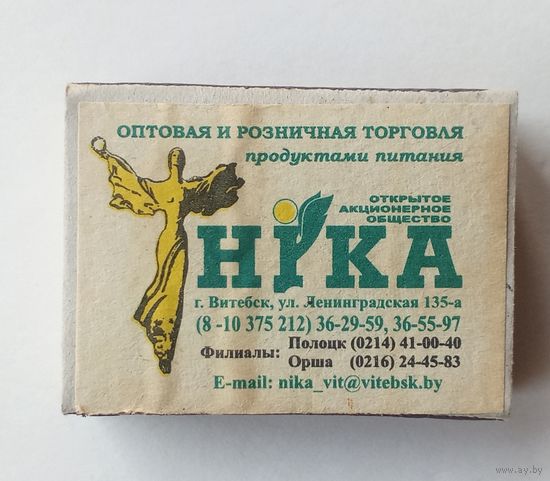 ОПТОВАЯ И РОЗНИЧНАЯ ТОРГОВЛЯ
продуктами питания
ОТКРЫТОЕ
АКЦИОНЕРНОЕ
ОБЩЕСТВО
НіКА
г. Витебск, ул. Ленинградская 135-а
(8 -10 375 212) 36-29-59, 36-55-97
Филиалы: Полоцк (0214) 41-00-40
Орша (0216) 24-45-83
E-mail: nika_vit@vitebsk.by
www.ay.by